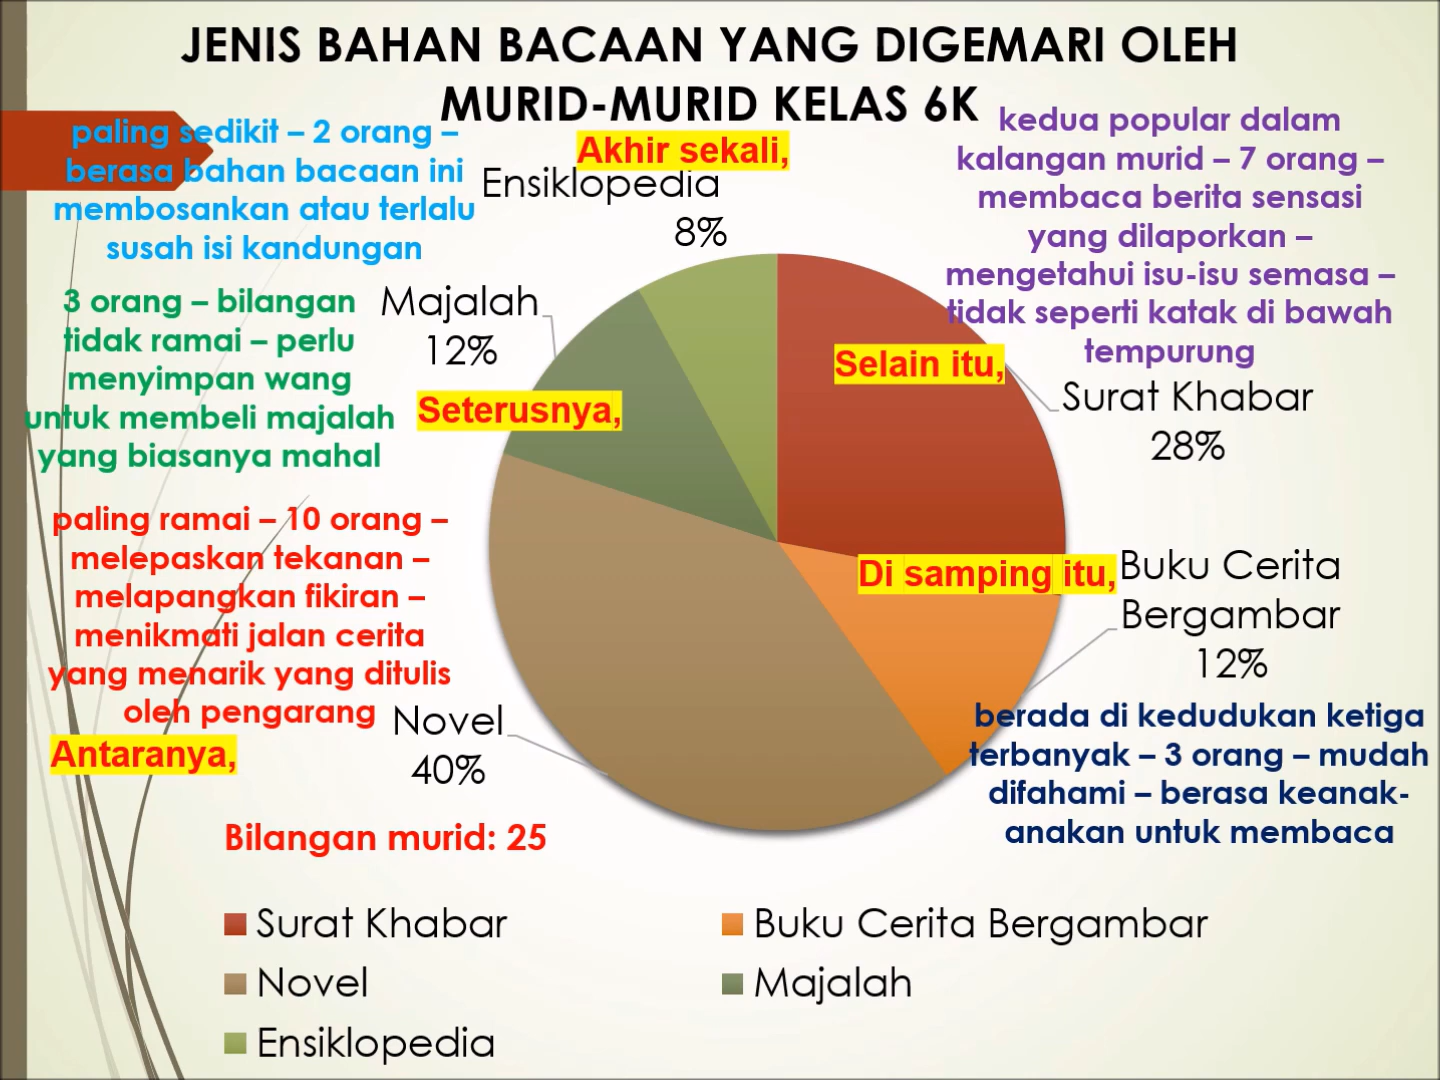 JENIS BAHAN BACAAN YANG DIGEMARI OLEH
MURID-MURID KELAS 6K
paling sedikit – 2 orang –
berasa bahan bacaan ini
membosankan atau terlalu
susah isi kandungan
Akhir sekali,
Ensiklopedia
8%
kedua popular dalam
kalangan murid – 7 orang –
membaca berita sensasi
yang dilaporkan –
mengetahui isu-isu semasa –
tidak seperti katak di bawah
tempurung
Selain itu,
Surat Khabar
28%
3 orang – bilangan
tidak ramai – perlu
menyimpan wang
untuk membeli majalah
yang biasanya mahal
Majalah
12%
Seterusnya,
Di samping itu,
Buku Cerita
Bergambar
12%
berada di kedudukan ketiga
terbanyak – 3 orang – mudah
difahami – berasa keanak-
anakan untuk membaca
paling ramai – 10 orang –
melepaskan tekanan –
melapangkan fikiran –
menikmati jalan cerita
yang menarik yang ditulis
oleh pengarang
Antaranya,
Novel
40%
Bilangan murid: 25
Surat Khabar
Buku Cerita Bergambar
Novel
Majalah
Ensiklopedia